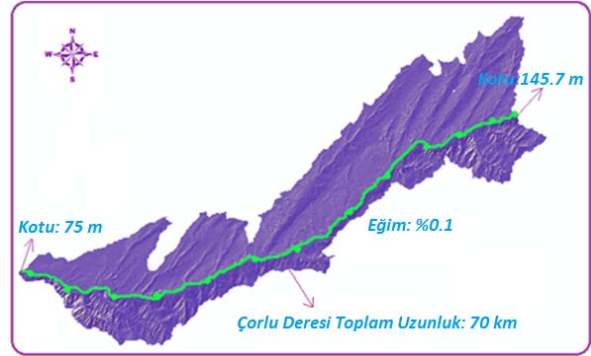 N
W E
S
Kotu:145.7 m
Kotu: 75 m
Eğim: %0.1
Çorlu Deresi Toplam Uzunluk: 70 km